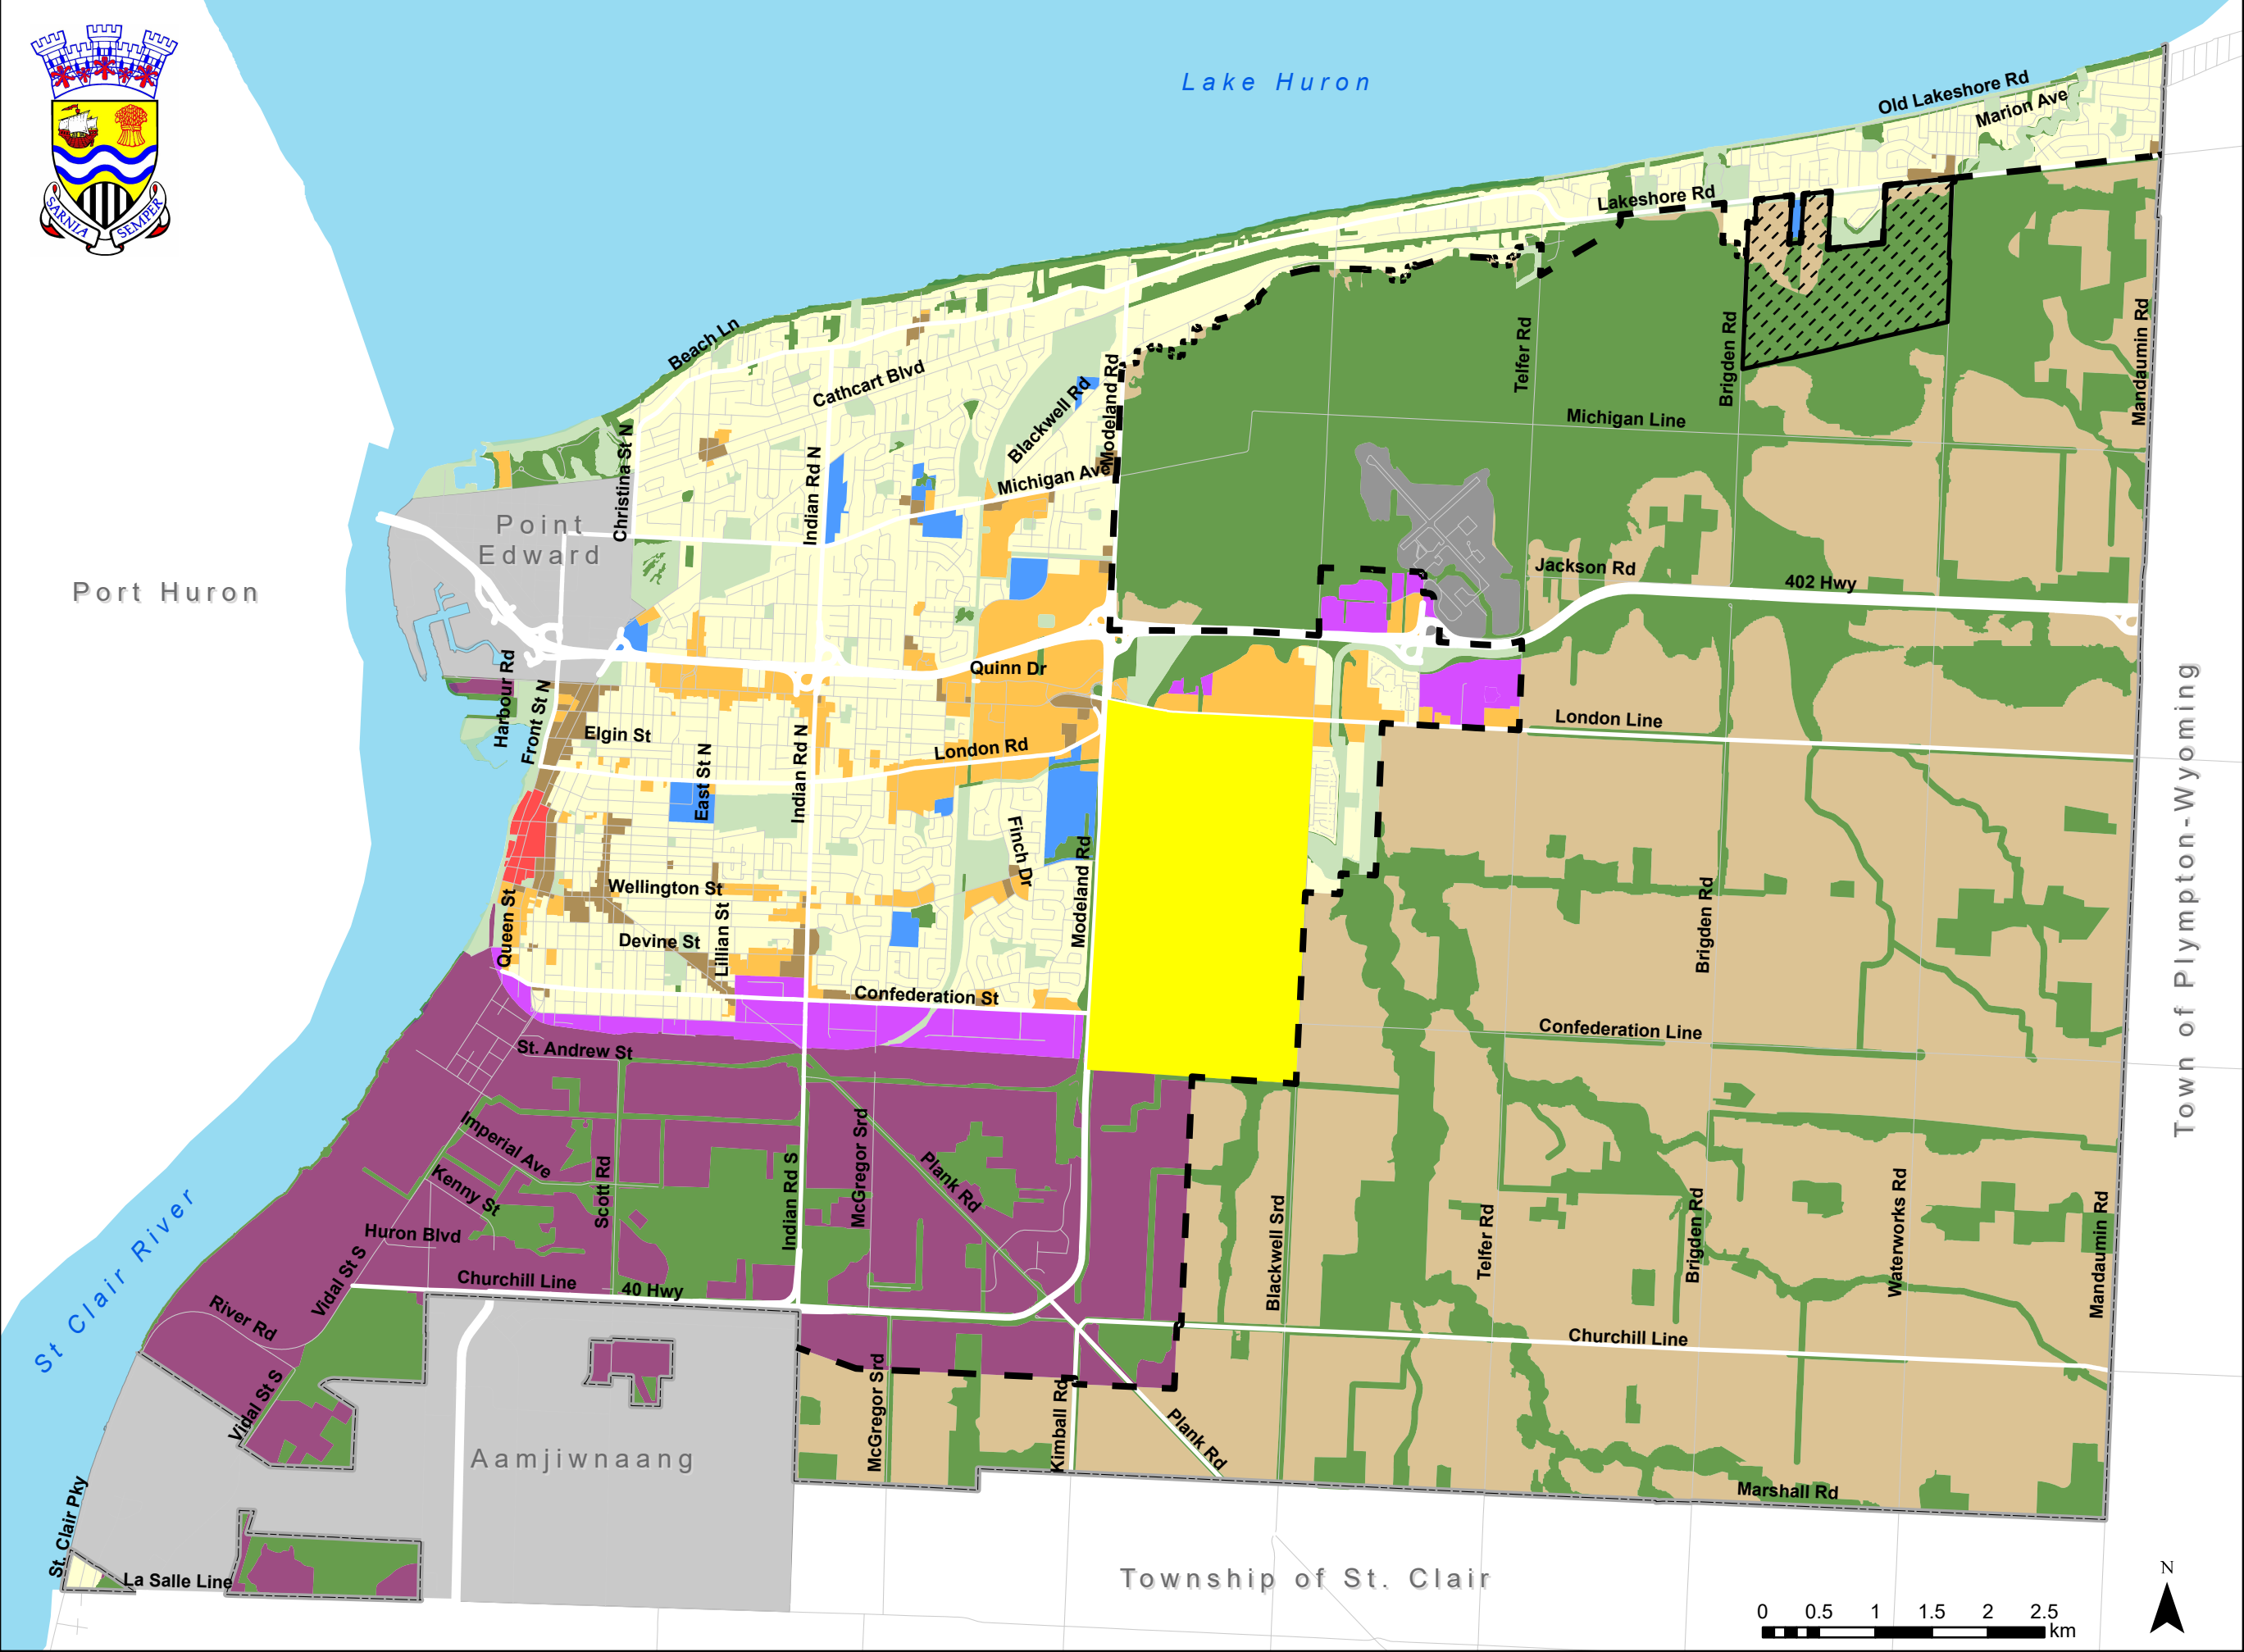 Lake Huron
SARNIA SEMPER
Old Lakeshore Rd
Marion Ave
Lakeshore Rd
Beach Ln
Cathcart Blvd
Blackwell Rd
Modeland Rd
Telfer Rd
Brigden Rd
Mandaumin Rd
Michigan Line
Christina St N
Indian Rd N
Michigan Ave
Point
Edward
Port Huron
Jackson Rd
402 Hwy
Harbour Rd
Front St N
Quinn Dr
Elgin St
East St N
Indian Rd N
London Rd
London Line
Town of Plympton-Wyoming
Finch Dr
Modeland Rd
Wellington St
Queen St
Lillian St
Devine St
Brigden Rd
Confederation St
Confederation Line
St. Andrew St
Imperial Ave
Kenny St
Scott Rd
Indian Rd S
McGregor Srd
Plank Rd
Blackwell Srd
Telfer Rd
Brigden Rd
Waterworks Rd
Mandaumin Rd
St Clair River
Huron Blvd
Vidal St S
River Rd
Churchill Line
40 Hwy
Churchill Line
Vidal St S
McGregor Srd
Kimball Rd
Plank Rd
Aamjiwnaang
Marshall Rd
St. Clair Pky
La Salle Line
Township of St. Clair
N
0 0.5 1 1.5 2 2.5
km